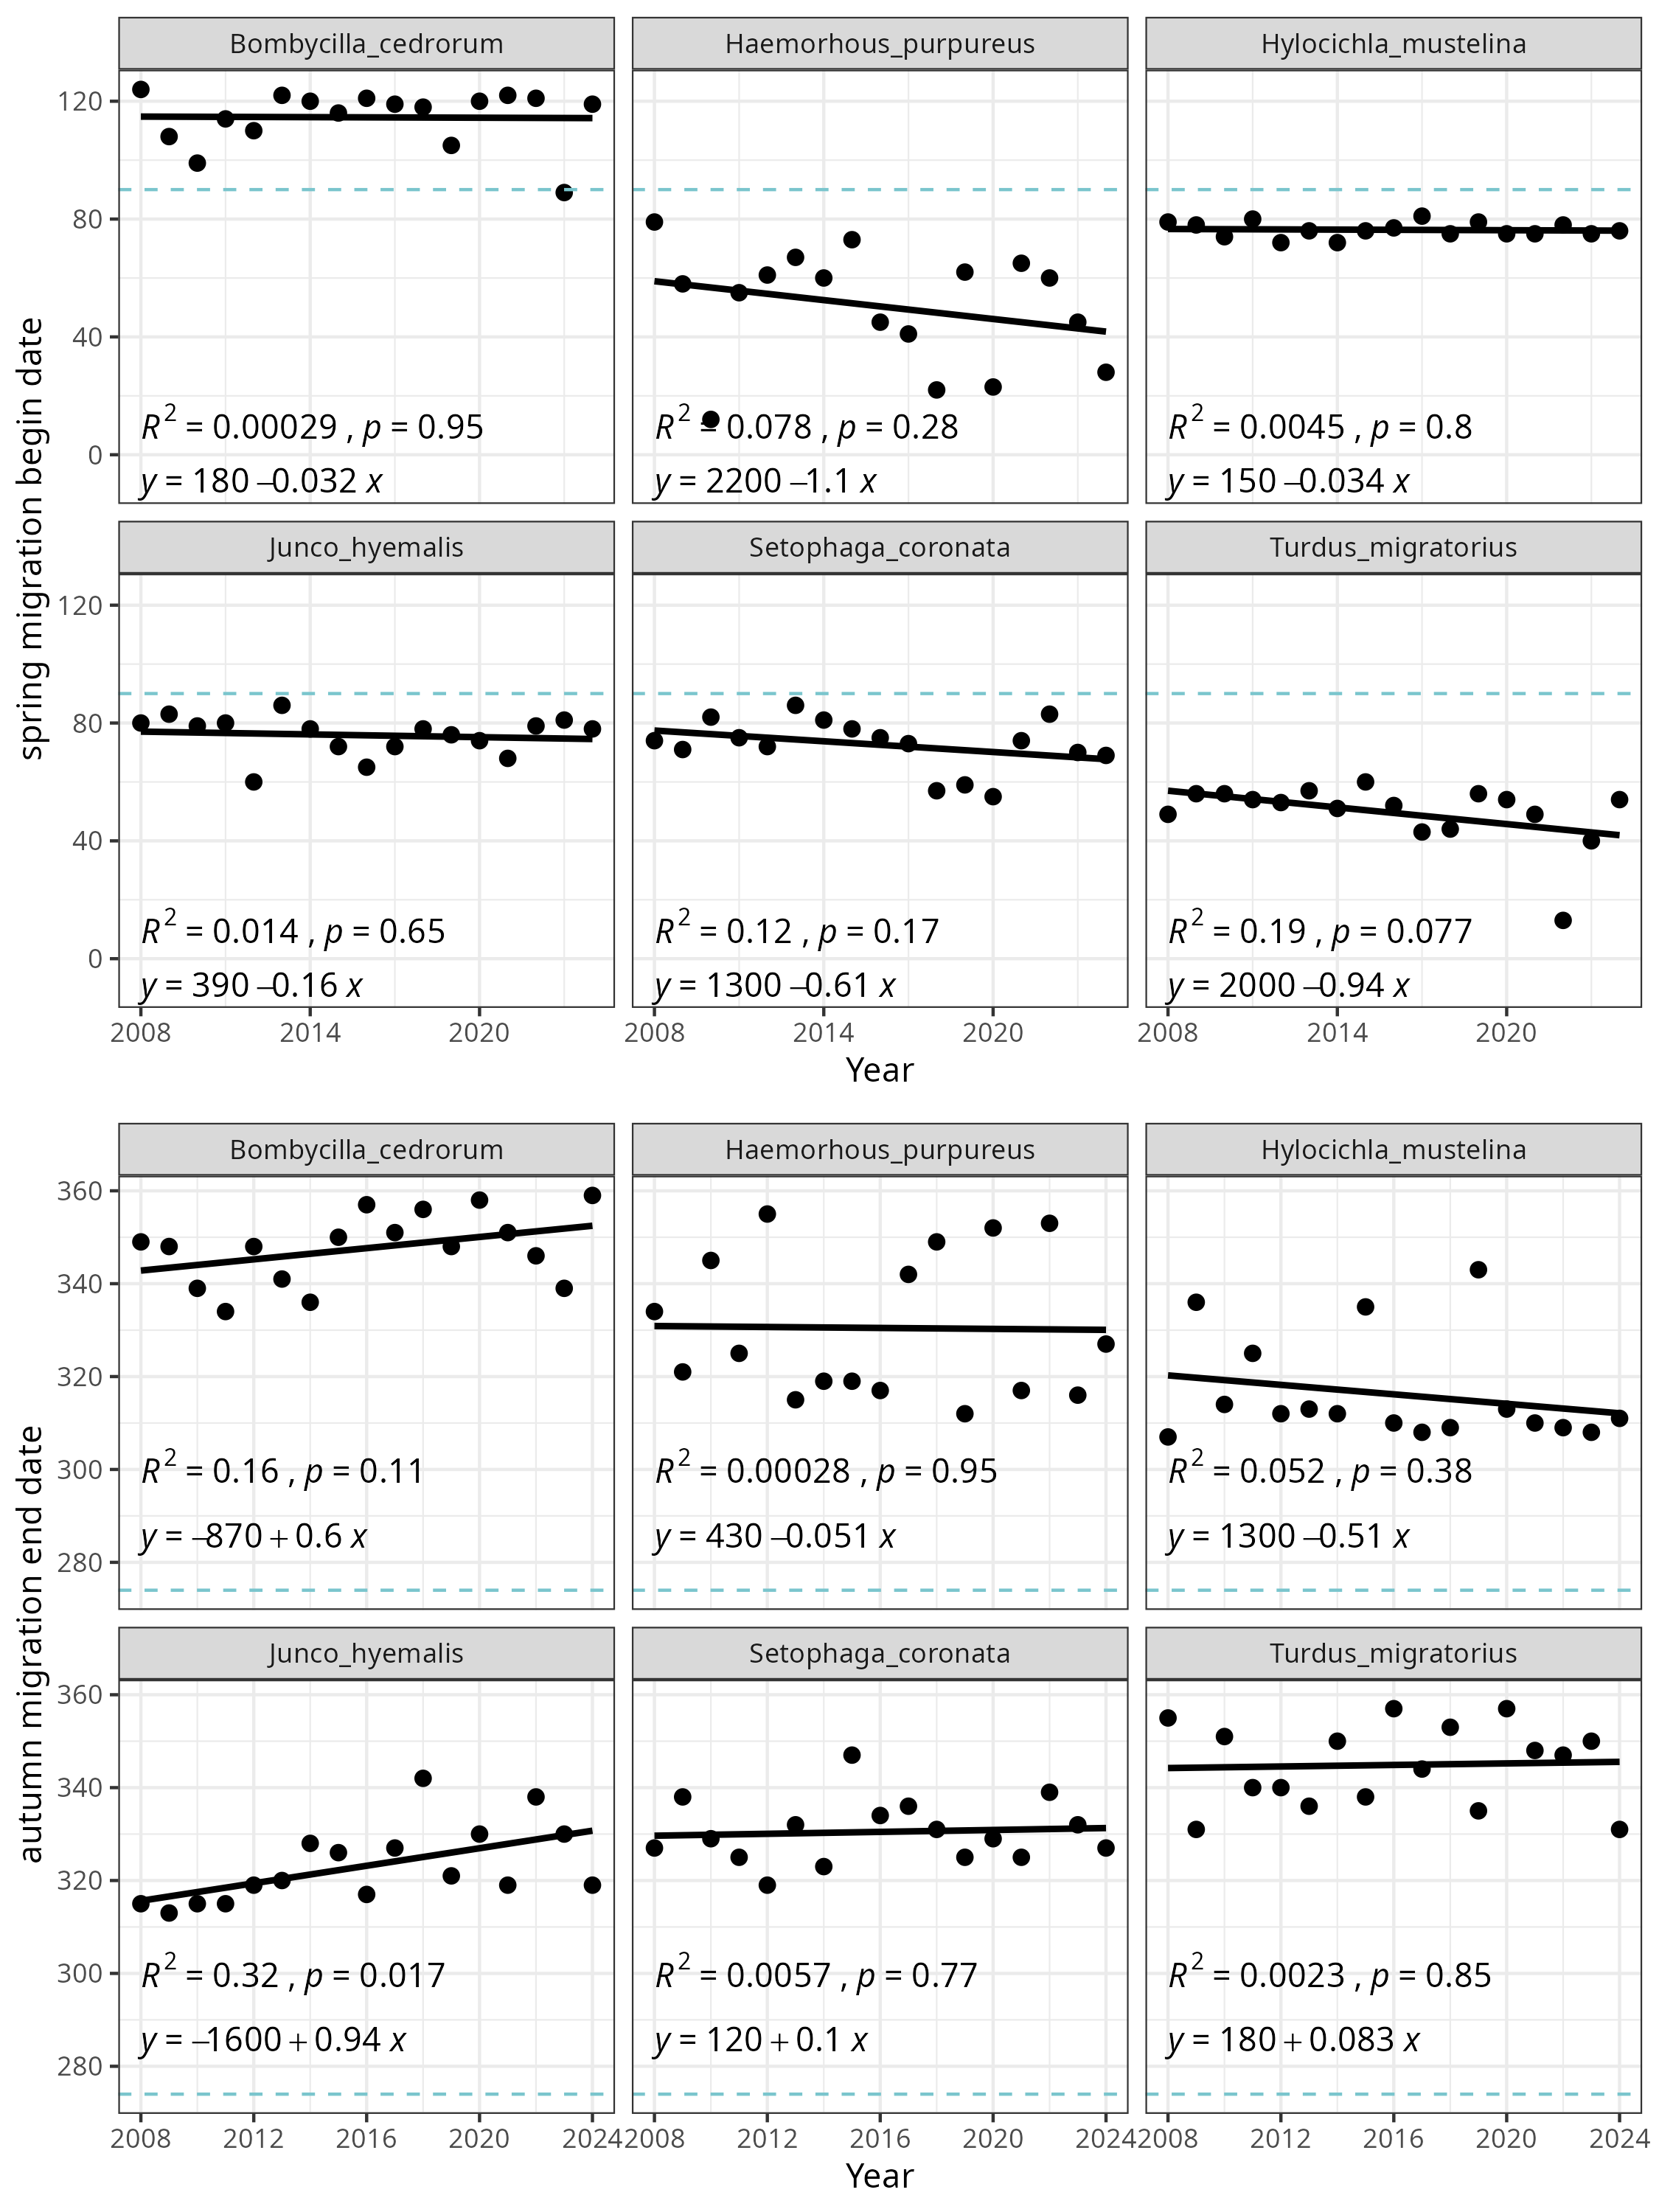 Bombycilla_cedrorum Haemorhous_purpureus Hylocichla_mustelina
120
80
40
0
R² = 0.00029 , p = 0.95
y = 180 –0.032 x
R² = 0.078 , p = 0.28
y = 2200 –1.1 x
R² = 0.0045 , p = 0.8
y = 150 –0.034 x
spring migration begin date
Junco_hyemalis Setophaga_coronata Turdus_migratorius
120
80
40
0
R² = 0.014 , p = 0.65
y = 390 –0.16 x
R² = 0.12 , p = 0.17
y = 1300 –0.61 x
R² = 0.19 , p = 0.077
y = 2000 –0.94 x
2008 2014 2020 2008 2014 2020 2008 2014 2020
Year
Bombycilla_cedrorum Haemorhous_purpureus Hylocichla_mustelina
360
340
320
300
280
R² = 0.16 , p = 0.11
y = –870 + 0.6 x
R² = 0.00028 , p = 0.95
y = 430 –0.051 x
R² = 0.052 , p = 0.38
y = 1300 –0.51 x
autumn migration end date
Junco_hyemalis Setophaga_coronata Turdus_migratorius
360
340
320
300
280
R² = 0.32 , p = 0.017
y = –1600 + 0.94 x
R² = 0.0057 , p = 0.77
y = 120 + 0.1 x
R² = 0.0023 , p = 0.85
y = 180 + 0.083 x
2008 2012 2016 2020 2024 2008 2012 2016 2020 2024 2008 2012 2016 2020 2024
Year